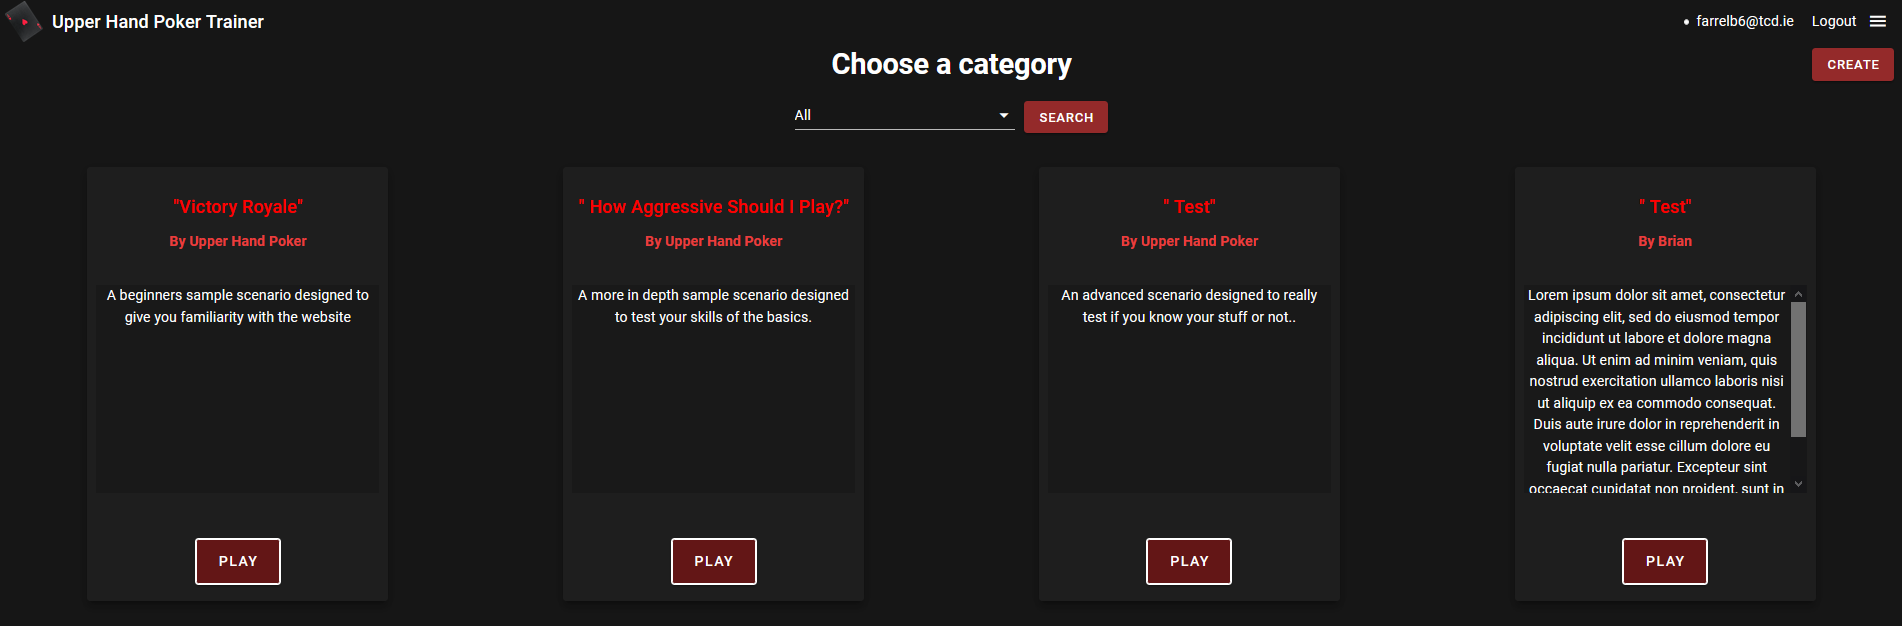 Upper Hand Poker Trainer
farrelb6@tcd.ie Logout
Choose a category
CREATE
All
SEARCH
"Victory Royale"
By Upper Hand Poker
A beginners sample scenario designed to
give you familiarity with the website
PLAY
" How Aggressive Should I Play?"
By Upper Hand Poker
A more in depth sample scenario designed
to test your skills of the basics.
PLAY
" Test"
By Upper Hand Poker
An advanced scenario designed to really
test if you know your stuff or not..
PLAY
" Test"
By Brian
Lorem ipsum dolor sit amet, consectetur
adipiscing elit, sed do eiusmod tempor
incididunt ut labore et dolore magna
aliqua. Ut enim ad minim veniam, quis
nostrud exercitation ullamco laboris nisi
ut aliquip ex ea commodo consequat.
Duis aute irure dolor in reprehenderit in
voluptate velit esse cillum dolore eu
fugiat nulla pariatur. Excepteur sint
occaecat cupidatat non proident, sunt in
PLAY